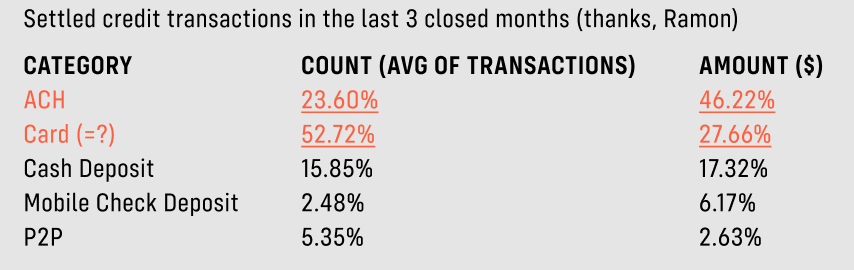 Settled credit transactions in the last 3 closed months (thanks, Ramon)
CATEGORY COUNT (AVG OF TRANSACTIONS) AMOUNT ($)
ACH 23.60% 46.22%
Card (=?) 52.72% 27.66%
Cash Deposit 15.85% 17.32%
Mobile Check Deposit 2.48% 6.17%
P2P 5.35% 2.63%